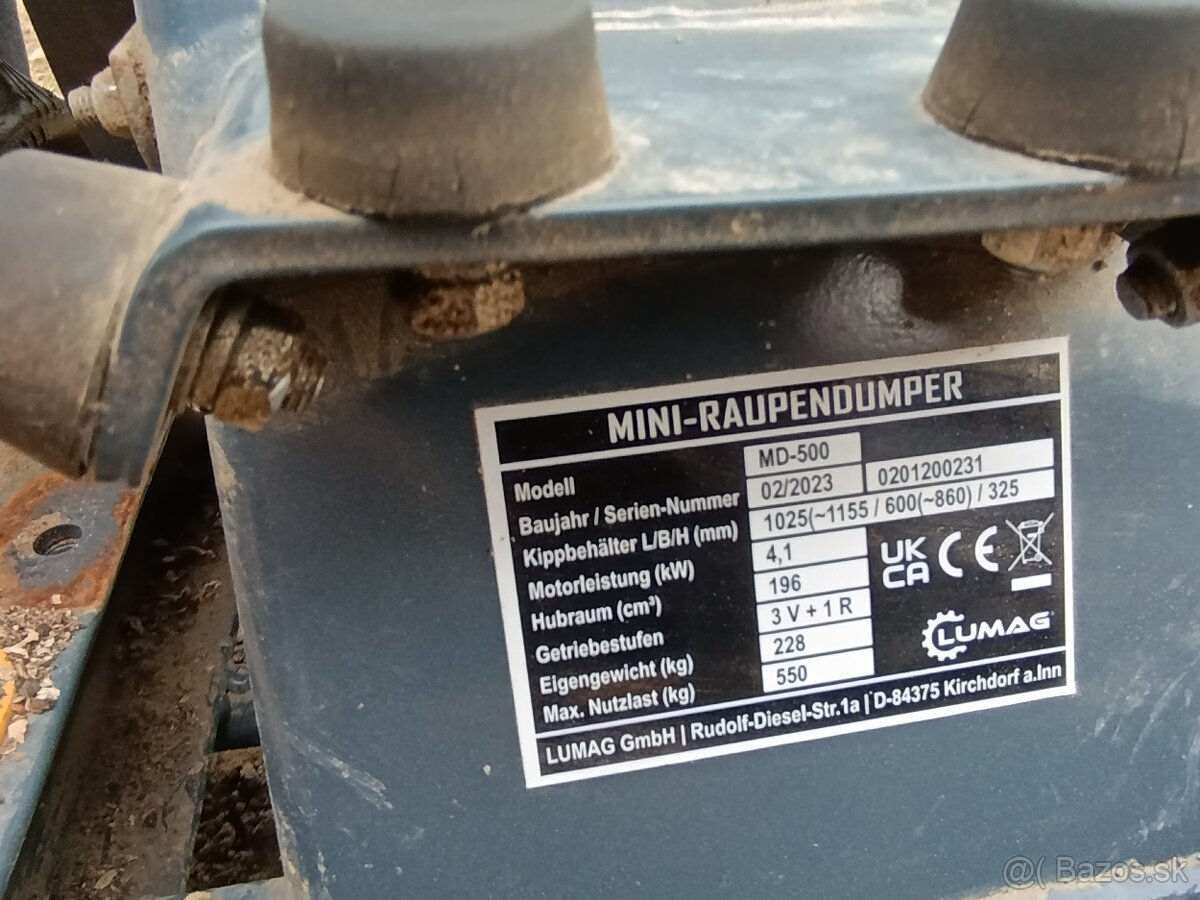 MINI-RAUPENDUMPER
Modell MD-500
Baujahr / Serien-Nummer 02/2023 0201200231
Kippbehälter L/B/H (mm) 1025(~1155 / 600(~860) / 325
Motorleistung (kW) 4,1
Hubraum (cm³) 196
Getriebestufen 3 V + 1 R
Eigengewicht (kg) 228
Max. Nutzlast (kg) 550
UK
CA
CE
LUMAG®
LUMAG GmbH | Rudolf-Diesel-Str.1a | D-84375 Kirchdorf a.Inn
@( Bazos.sk